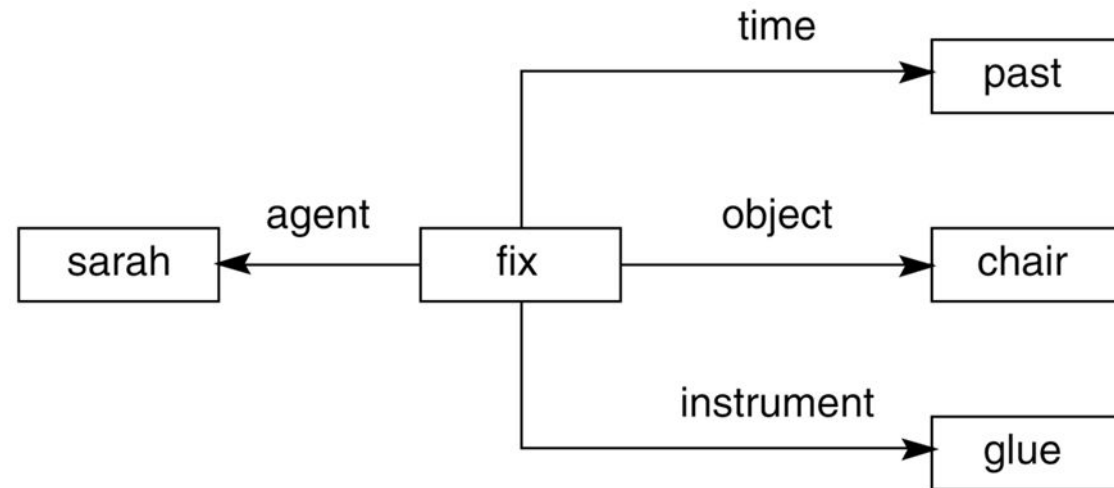 time
past
agent
object
sarah
fix
chair
instrument
glue